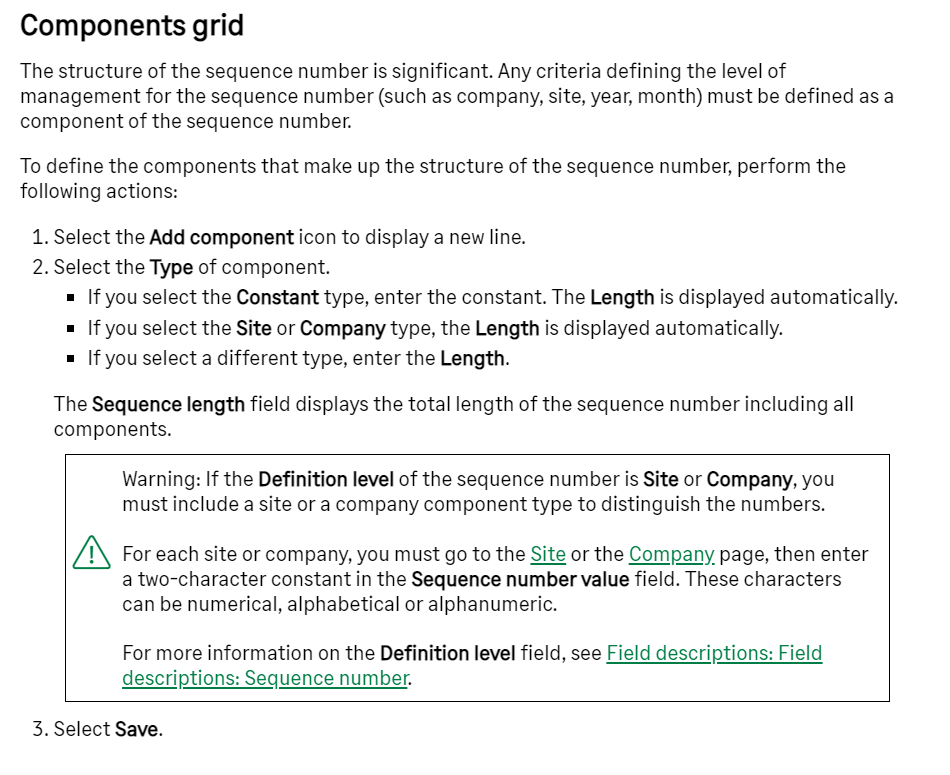 Components grid
The structure of the sequence number is significant. Any criteria defining the level of
management for the sequence number (such as company, site, year, month) must be defined as a
component of the sequence number.
To define the components that make up the structure of the sequence number, perform the
following actions:
1. Select the Add component icon to display a new line.
2. Select the Type of component.
▪ If you select the Constant type, enter the constant. The Length is displayed automatically.
▪ If you select the Site or Company type, the Length is displayed automatically.
▪ If you select a different type, enter the Length.
The Sequence length field displays the total length of the sequence number including all
components.
Warning: If the Definition level of the sequence number is Site or Company, you
must include a site or a company component type to distinguish the numbers.
For each site or company, you must go to the Site or the Company page, then enter
a two-character constant in the Sequence number value field. These characters
can be numerical, alphabetical or alphanumeric.
For more information on the Definition level field, see Field descriptions: Field
descriptions: Sequence number.
3. Select Save.